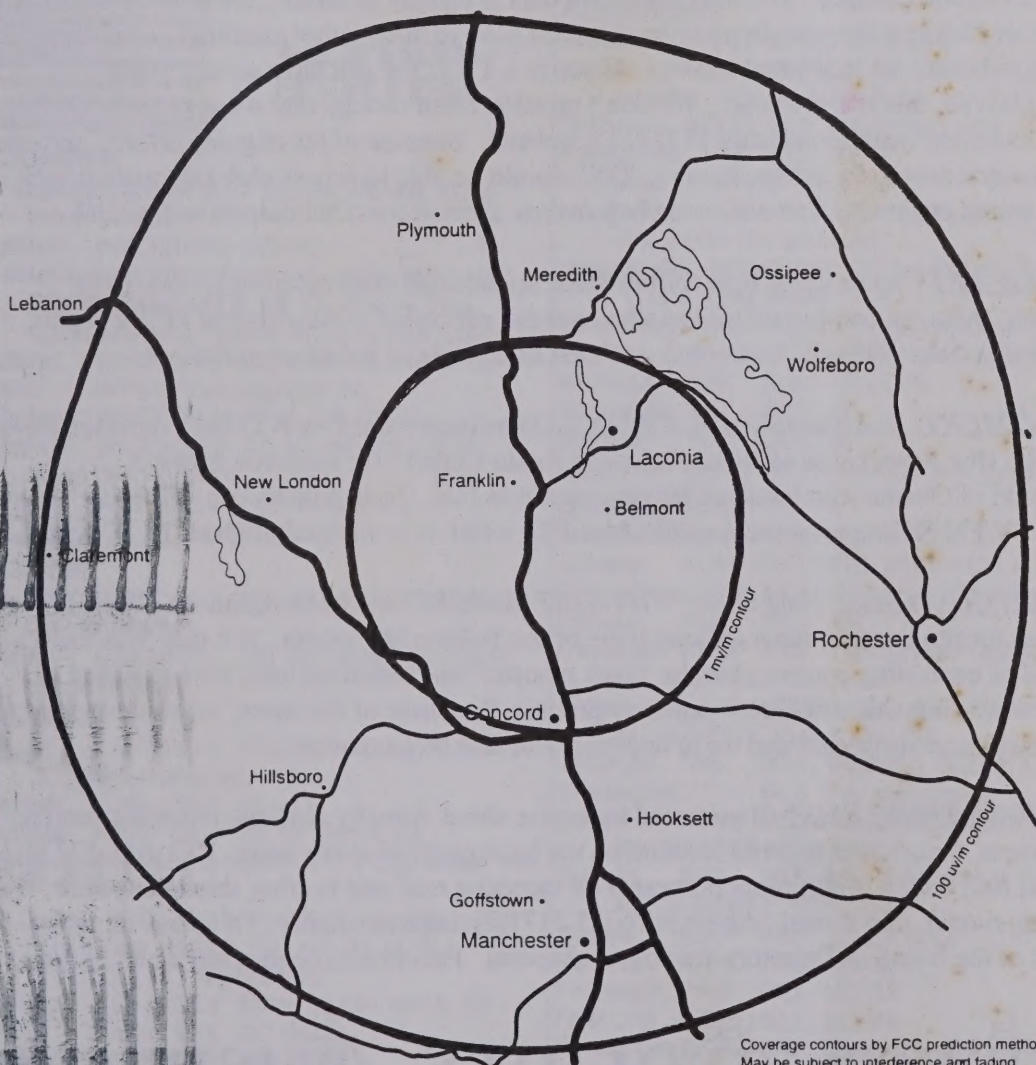 Plymouth
Meredith
Ossipee
Lebanon
Wolfeboro
Laconia
New London
Franklin
Belmont
Claremont
1 mv/m contour
Rochester
Concord
Hillsboro
Hooksett
100 uv/m contour
Goffstown
Manchester
Coverage contours by FCC prediction metho
May be subject to interference and fading